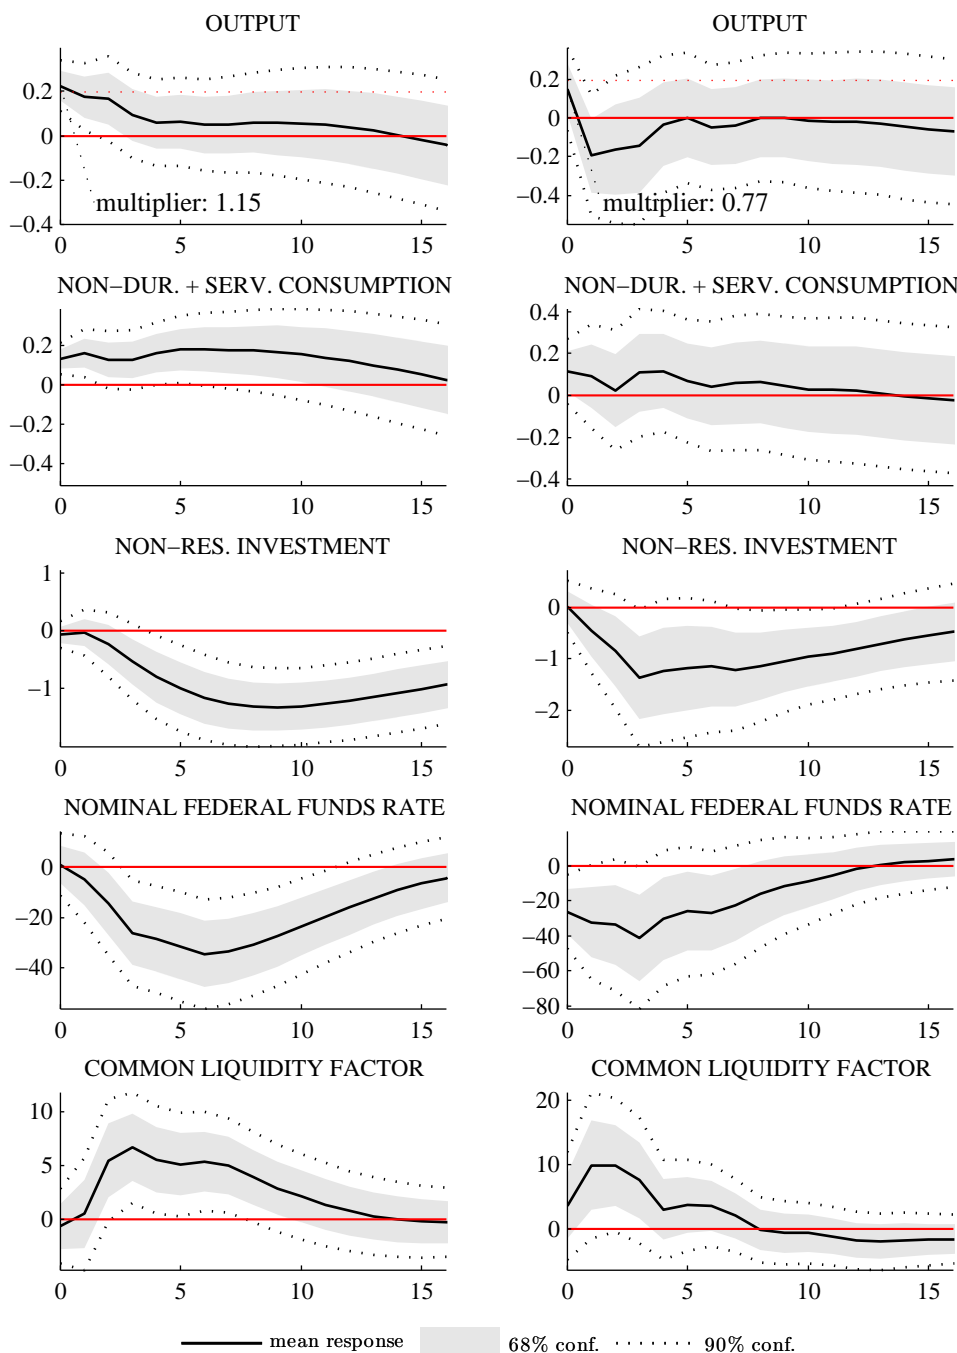 OUTPUT
OUTPUT
0.2
0
−0.2
−0.4
multiplier: 1.15
0 5 10 15
0.2
0
−0.2
−0.4
multiplier: 0.77
0 5 10 15
NON−DUR. + SERV. CONSUMPTION
NON−DUR. + SERV. CONSUMPTION
0.2
0
−0.2
−0.4
0 5 10 15
0.4
0.2
0
−0.2
−0.4
0 5 10 15
NON−RES. INVESTMENT
NON−RES. INVESTMENT
1
0
−1
0 5 10 15
0
−1
−2
0 5 10 15
NOMINAL FEDERAL FUNDS RATE
NOMINAL FEDERAL FUNDS RATE
0
−20
−40
0 5 10 15
0
−20
−40
−60
−80
0 5 10 15
COMMON LIQUIDITY FACTOR
COMMON LIQUIDITY FACTOR
10
5
0
0 5 10 15
20
10
0
0 5 10 15
mean response 68% conf. 90% conf.